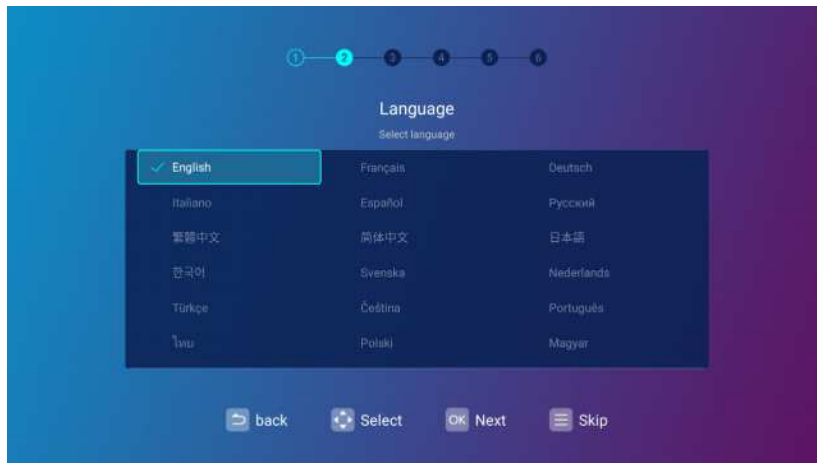 1 2 3 4 5 6
Language
Select language
English Français Deutsch
Italiano Español Русский
繁體中文 简体中文 日本語
한국어 Svenska Nederlands
Türkçe Čeština Português
ไทย Polski Magyar
back Select OK Next Skip